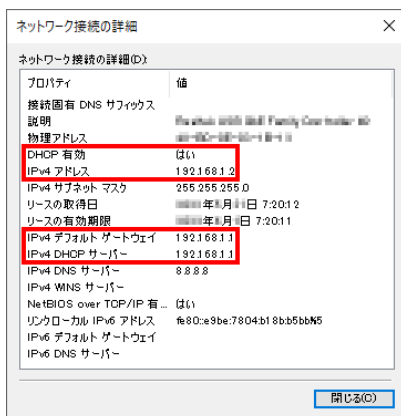 ネットワーク接続の詳細
ネットワーク接続の詳細(D):
プロパティ 値
接続固有 DNS サフィックス
説明
物理アドレス
DHCP 有効 はい
IPv4 アドレス 192.168.1.2
IPv4 サブネット マスク 255.255.255.0
リースの取得日 年 月 日 7:20:12
リースの有効期限 年 月 日 7:20:11
IPv4 デフォルト ゲートウェイ 192.168.1.1
IPv4 DHCP サーバー 192.168.1.1
IPv4 DNS サーバー 8.8.8.8
IPv4 WINS サーバー
NetBIOS over TCP/IP 有... はい
リンクローカル IPv6 アドレス fe80::e9be:7804:b18b:b5bb%5
IPv6 デフォルト ゲートウェイ
IPv6 DNS サーバー
閉じる(C)